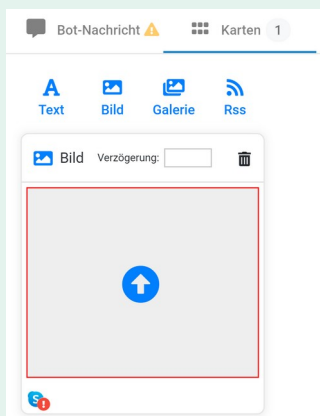 Bot-Nachricht Karten 1
Text Bild Galerie Rss
Bild Verzögerung: